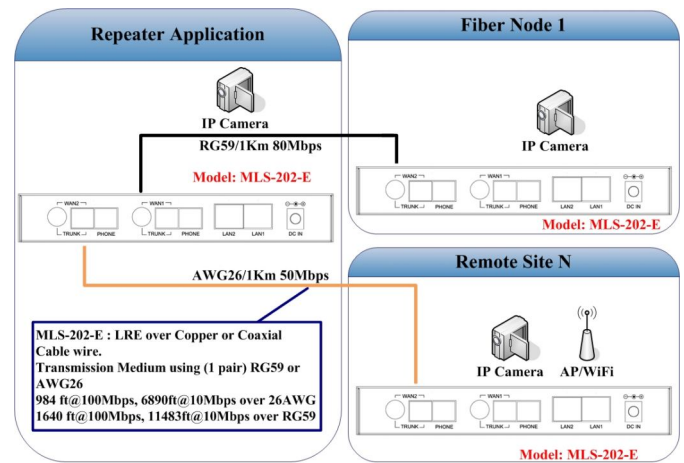 Repeater Application
IP Camera
RG59/1Km 80Mbps
Model: MLS-202-E
WAN2 WAN1
TRUNK PHONE TRUNK PHONE LAN2 LAN1 DC IN
AWG26/1Km 50Mbps
MLS-202-E : LRE over Copper or Coaxial
Cable wire.
Transmission Medium using (1 pair) RG59 or
AWG26
984 ft@100Mbps, 6890ft@10Mbps over 26AWG
1640 ft@100Mbps, 11483ft@10Mbps over RG59
Fiber Node 1
IP Camera
WAN2 WAN1
TRUNK PHONE TRUNK PHONE LAN2 LAN1 DC IN
Model: MLS-202-E
Remote Site N
IP Camera AP/WiFi
WAN2 WAN1
TRUNK PHONE TRUNK PHONE LAN2 LAN1 DC IN
Model: MLS-202-E